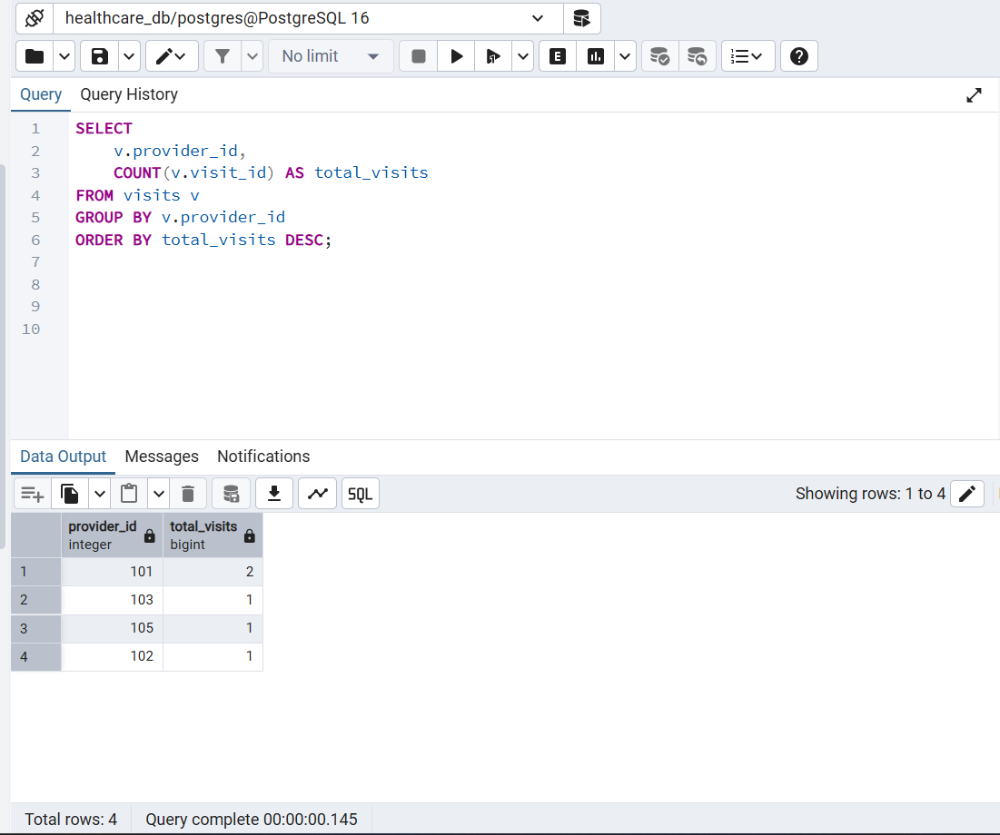 healthcare_db/postgres@PostgreSQL 16
No limit
E
Query Query History
1 SELECT
2 v.provider_id,
3 COUNT(v.visit_id) AS total_visits
4 FROM visits v
5 GROUP BY v.provider_id
6 ORDER BY total_visits DESC;
7
8
9
10
Data Output Messages Notifications
SQL Showing rows: 1 to 4
provider_id total_visits
integer bigint
1 101 2
2 103 1
3 105 1
4 102 1
Total rows: 4 Query complete 00:00:00.145